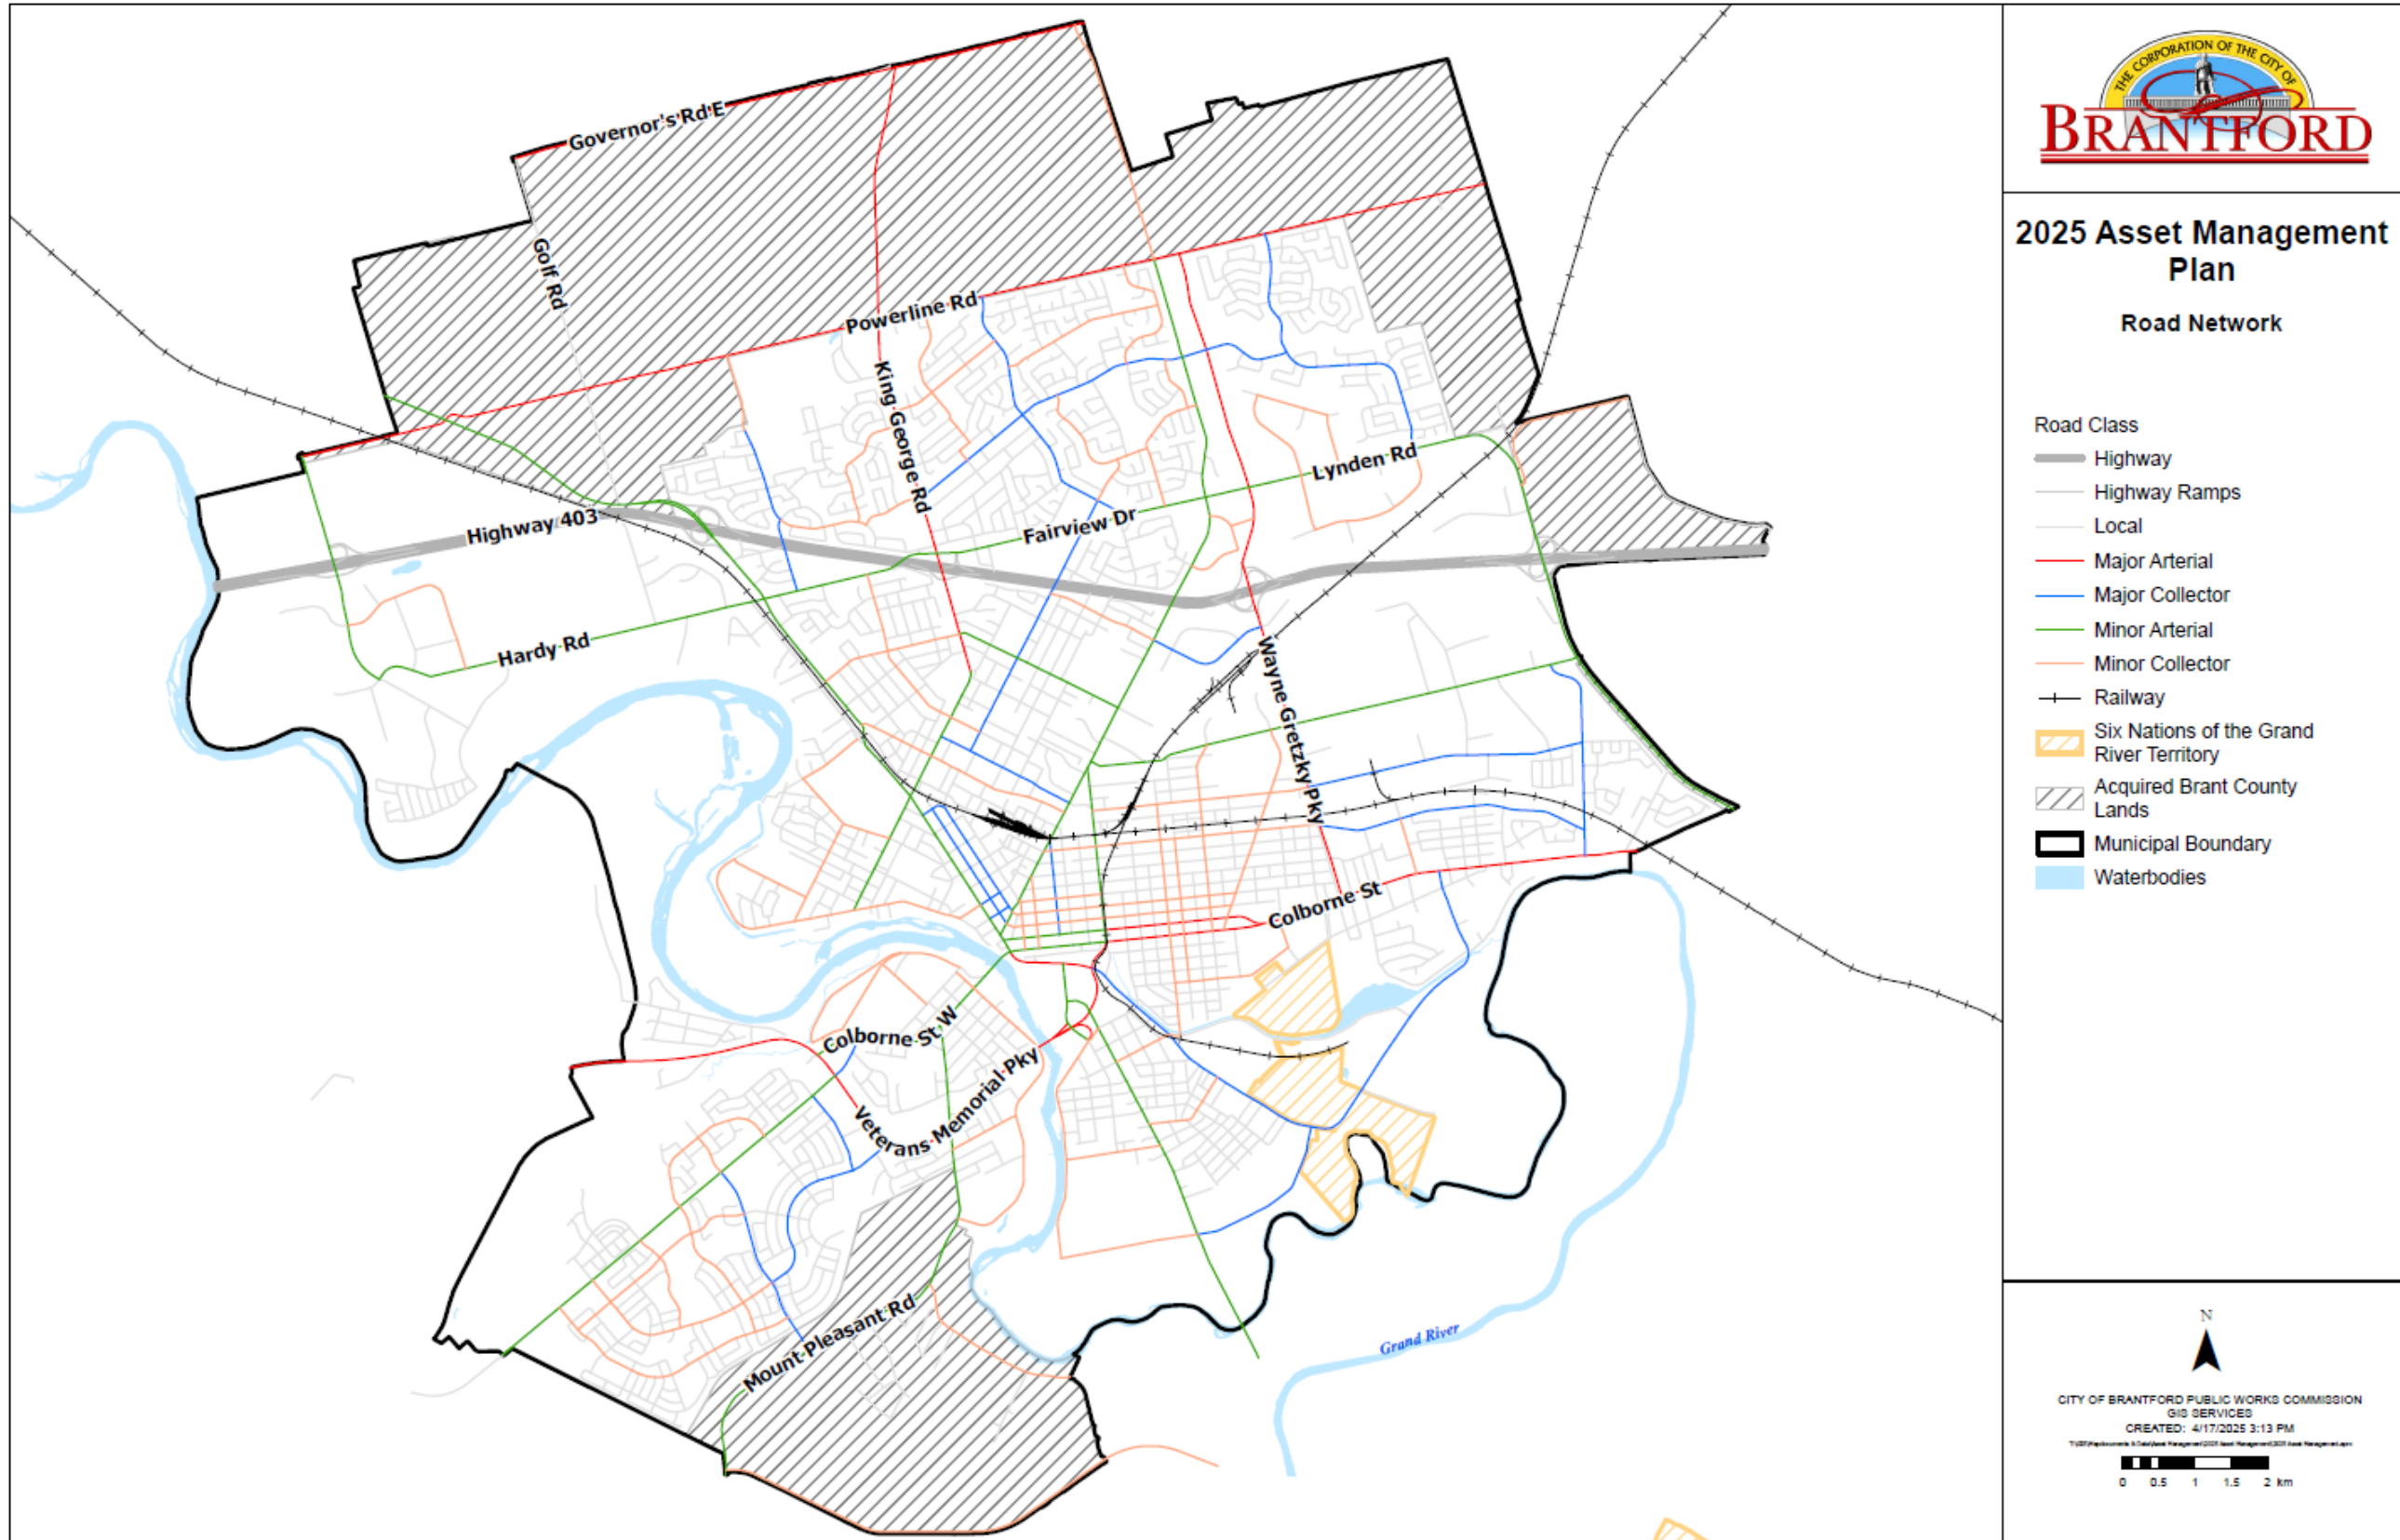 THE CORPORATION OF THE CITY OF
BRANTFORD
2025 Asset Management
Plan
Road Network
Road Class
Highway
Highway Ramps
Local
Major Arterial
Major Collector
Minor Arterial
Minor Collector
Railway
Six Nations of the Grand
River Territory
Acquired Brant County
Lands
Municipal Boundary
Waterbodies
Governor's Rd E
Golf Rd
Powerline Rd
King George Rd
Lynden Rd
Highway 403
Fairview Dr
Hardy Rd
Wayne Gretzky Pky
Colborne St
Colborne St W
Veterans Memorial Pky
Mount Pleasant Rd
Grand River
N
CITY OF BRANTFORD PUBLIC WORKS COMMISSION
GIS SERVICES
CREATED: 4/17/2025 3:13 PM
0 0.5 1 1.5 2 km